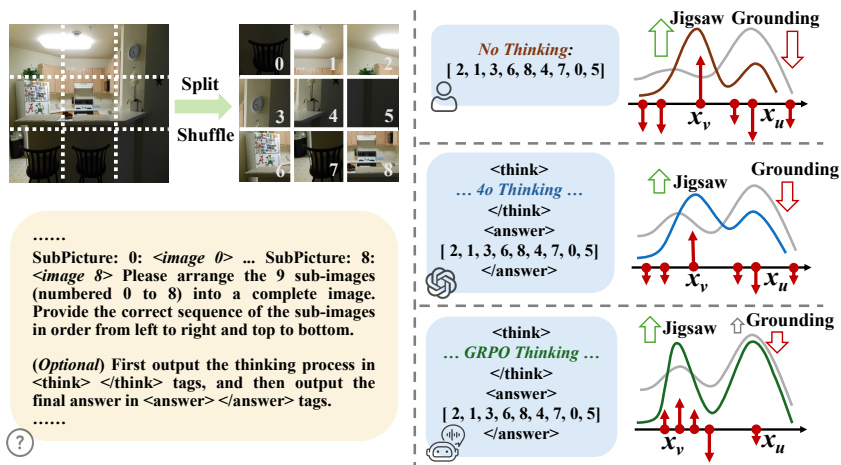 Split
Shuffle
0
1
2
3
4
5
6
7
8
......
SubPicture: 0: <image 0> ... SubPicture: 8:
<image 8> Please arrange the 9 sub-images
(numbered 0 to 8) into a complete image.
Provide the correct sequence of the sub-images
in order from left to right and top to bottom.
(Optional) First output the thinking process in
<think> </think> tags, and then output the
final answer in <answer> </answer> tags.
......
?
No Thinking:
[ 2, 1, 3, 6, 8, 4, 7, 0, 5]
Jigsaw
Grounding
xᵥ
xᵤ
<think>
... 4o Thinking ...
</think>
<answer>
[ 2, 1, 3, 6, 8, 4, 7, 0, 5]
</answer>
Jigsaw
Grounding
xᵥ
xᵤ
<think>
... GRPO Thinking ...
</think>
<answer>
[ 2, 1, 3, 6, 8, 4, 7, 0, 5]
</answer>
Jigsaw
Grounding
xᵥ
xᵤ